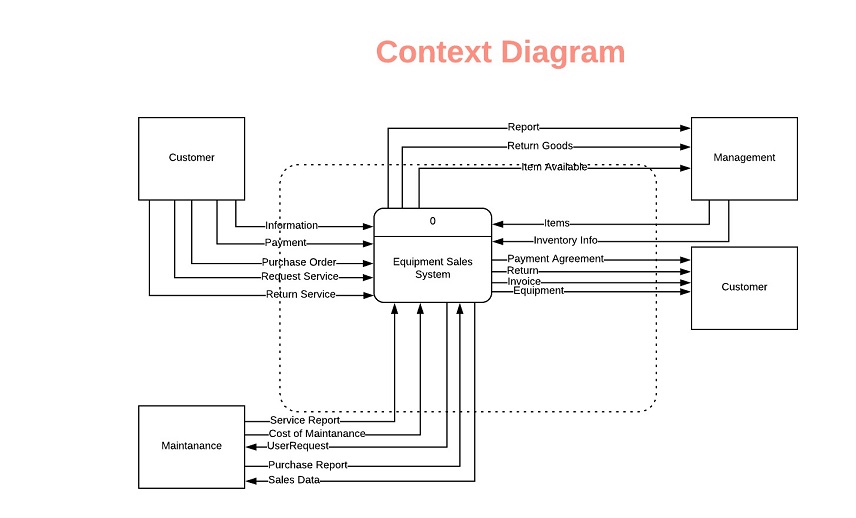 Context Diagram
Report
Customer
Return Goods
Management
Item Available
0
Information
Items
Payment
Inventory Info
Purchase Order
Equipment Sales
System
Payment Agreement
Request Service
Return
Invoice
Customer
Return Service
Equipment
Service Report
Cost of Maintanance
Maintanance
UserRequest
Purchase Report
Sales Data